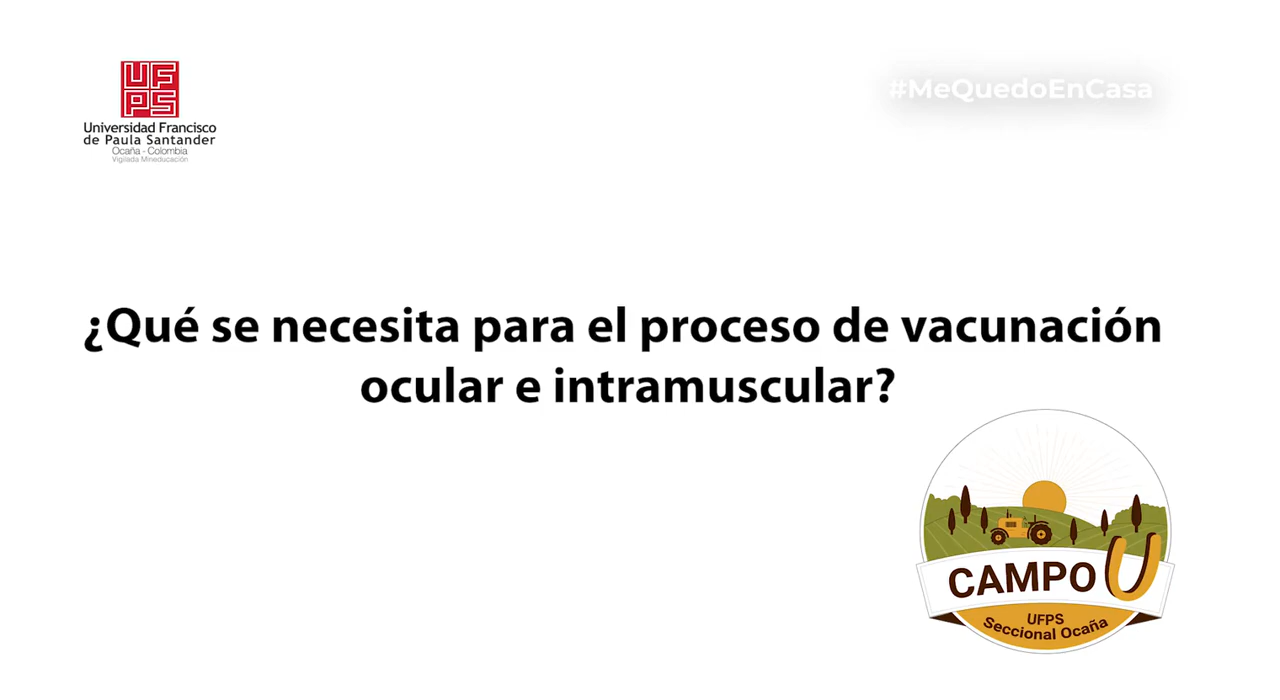 UFPS
Universidad Francisco
de Paula Santander
Ocaña - Colombia
Vigilada Mineducación
#MeQuedoEnCasa
¿Qué se necesita para el proceso de vacunación
ocular e intramuscular?
CAMPO U
UFPS
Seccional Ocaña